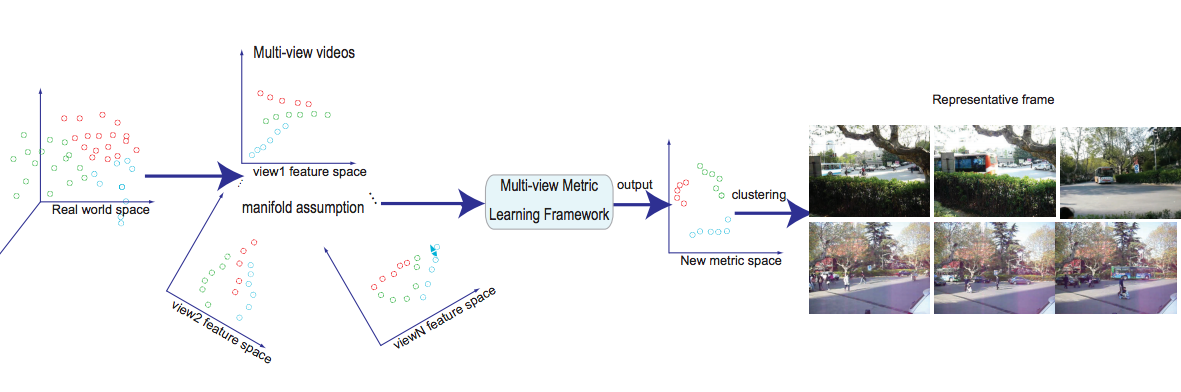 Multi-view videos
Representative frame
view1 feature space
Real world space
manifold assumption
Multi-view Metric
Learning Framework
output
clustering
New metric space
view2 feature space
viewN feature space